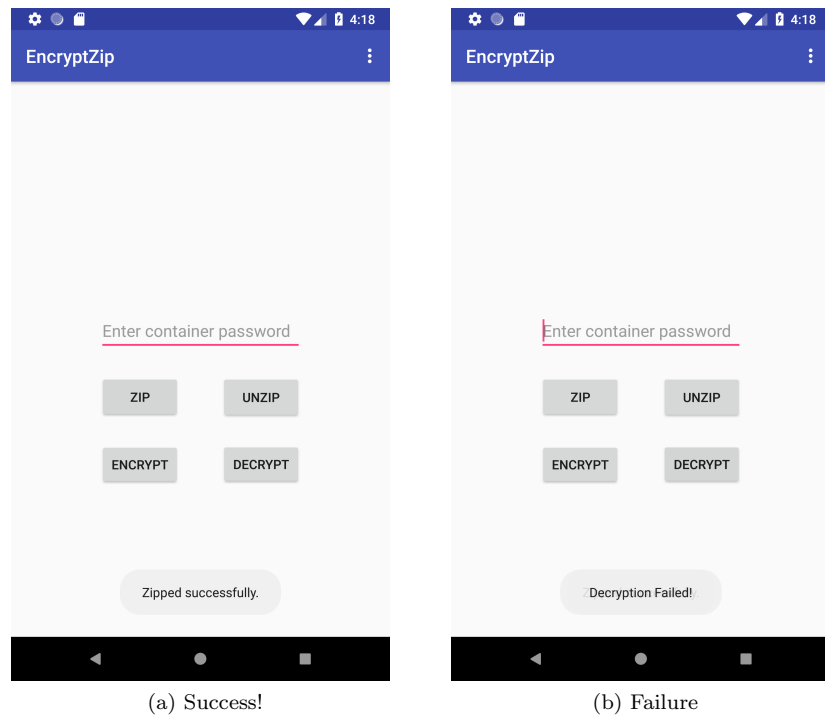 4:18
EncryptZip
Enter container password
ZIP UNZIP
ENCRYPT DECRYPT
Zipped successfully.
(a) Success!
4:18
EncryptZip
Enter container password
ZIP UNZIP
ENCRYPT DECRYPT
Decryption Failed!
(b) Failure